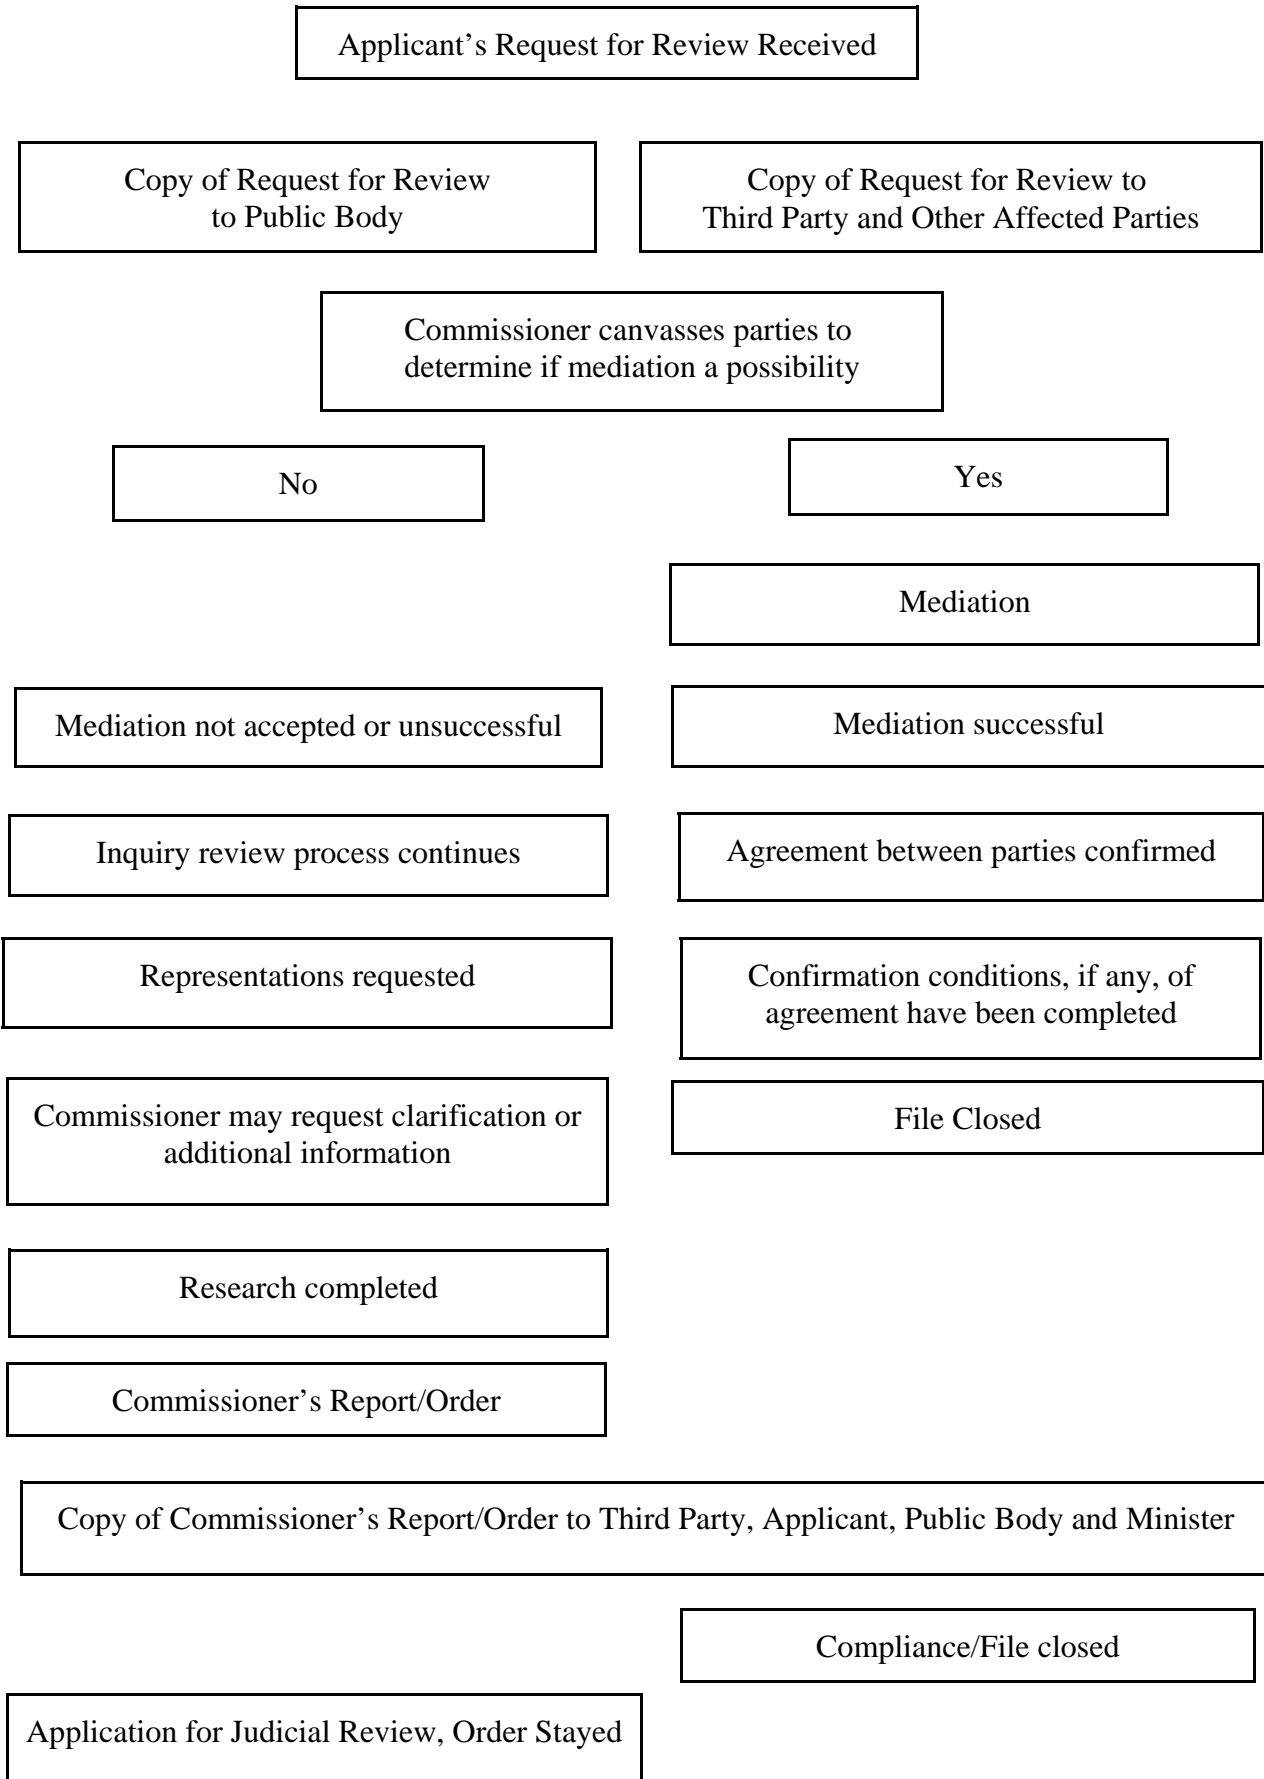 Applicant’s Request for Review Received
Copy of Request for Review
to Public Body
Copy of Request for Review to
Third Party and Other Affected Parties
Commissioner canvasses parties to
determine if mediation a possibility
No
Yes
Mediation
Mediation not accepted or unsuccessful
Mediation successful
Inquiry review process continues
Agreement between parties confirmed
Representations requested
Confirmation conditions, if any, of
agreement have been completed
Commissioner may request clarification or
additional information
File Closed
Research completed
Commissioner’s Report/Order
Copy of Commissioner’s Report/Order to Third Party, Applicant, Public Body and Minister
Compliance/File closed
Application for Judicial Review, Order Stayed